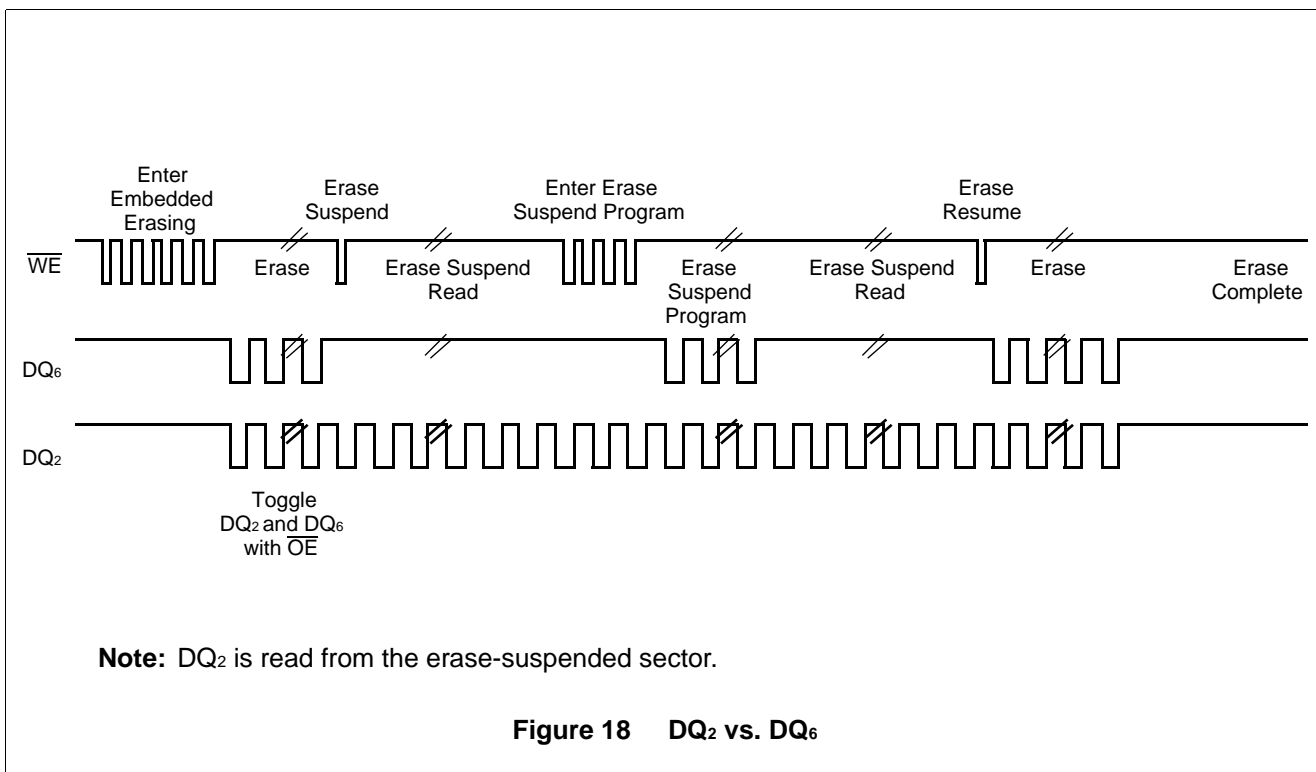 Enter
Embedded
Erasing
Erase
Suspend
Enter Erase
Suspend Program
Erase
Resume
WE
Erase
Erase Suspend
Read
Erase
Suspend
Program
Erase Suspend
Read
Erase
Erase
Complete
DQ6
DQ2
Toggle
DQ2 and DQ6
with OE
Note: DQ2 is read from the erase-suspended sector.
Figure 18 DQ2 vs. DQ6